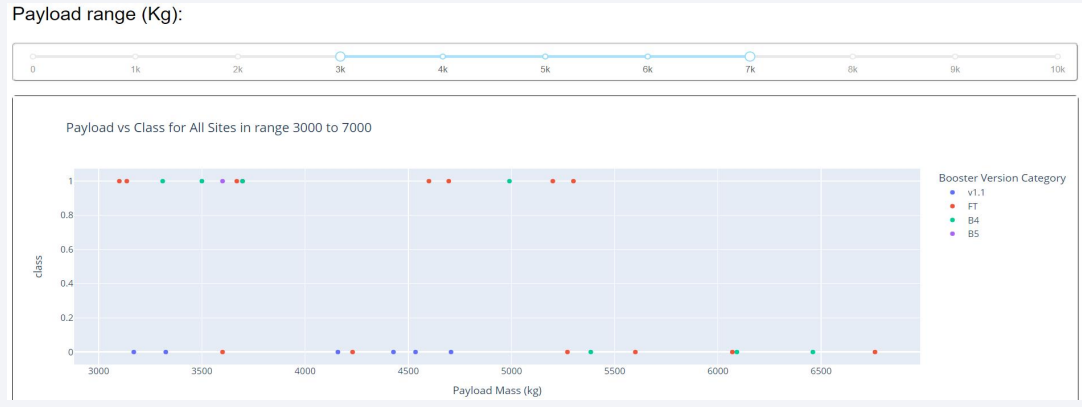 Payload range (Kg):
0 1k 2k 3k 4k 5k 6k 7k 8k 9k 10k
Payload vs Class for All Sites in range 3000 to 7000
Booster Version Category
v1.1
FT
B4
B5
class
1
0.8
0.6
0.4
0.2
0
3000 3500 4000 4500 5000 5500 6000 6500
Payload Mass (kg)